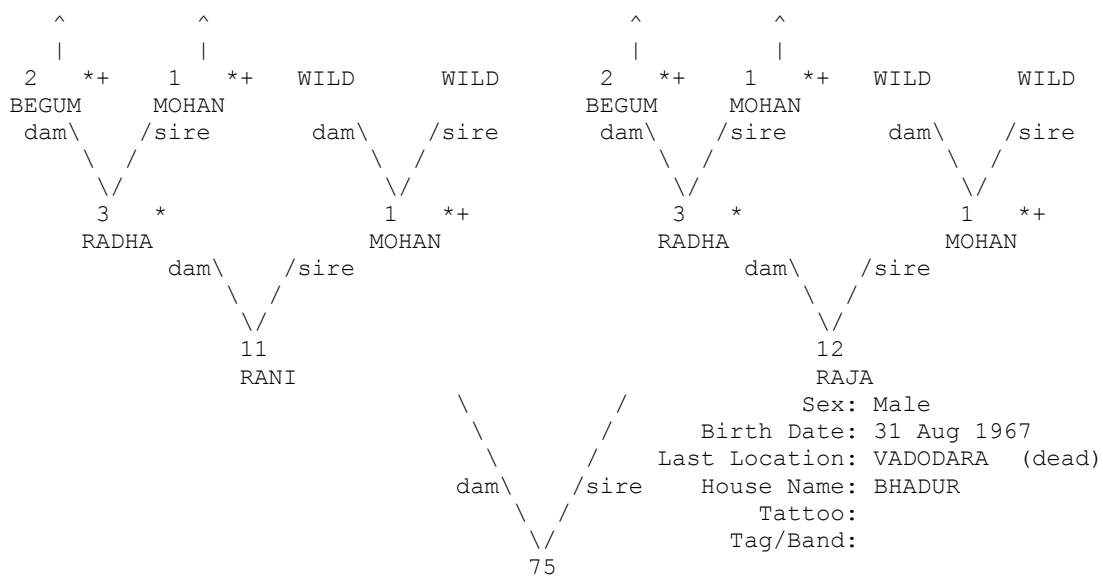 ^ ^ ^ ^
| | | |
2 *+ 1 *+ WILD WILD 2 *+ 1 *+ WILD WILD
BEGUM MOHAN BEGUM MOHAN
dam\ /sire dam\ /sire dam\ /sire dam\ /sire
\ / \ / \ / \ /
\/ \/ \/ \/
3 * 1 *+ 3 * 1 *+
RADHA MOHAN RADHA MOHAN
dam\ /sire dam\ /sire
\ / \ /
\/ \/
11 12
RANI RAJA
\ / Sex: Male
\ / Birth Date: 31 Aug 1967
\ / Last Location: VADODARA (dead)
dam\ /sire House Name: BHADUR
\ / Tattoo:
\/ Tag/Band:
75